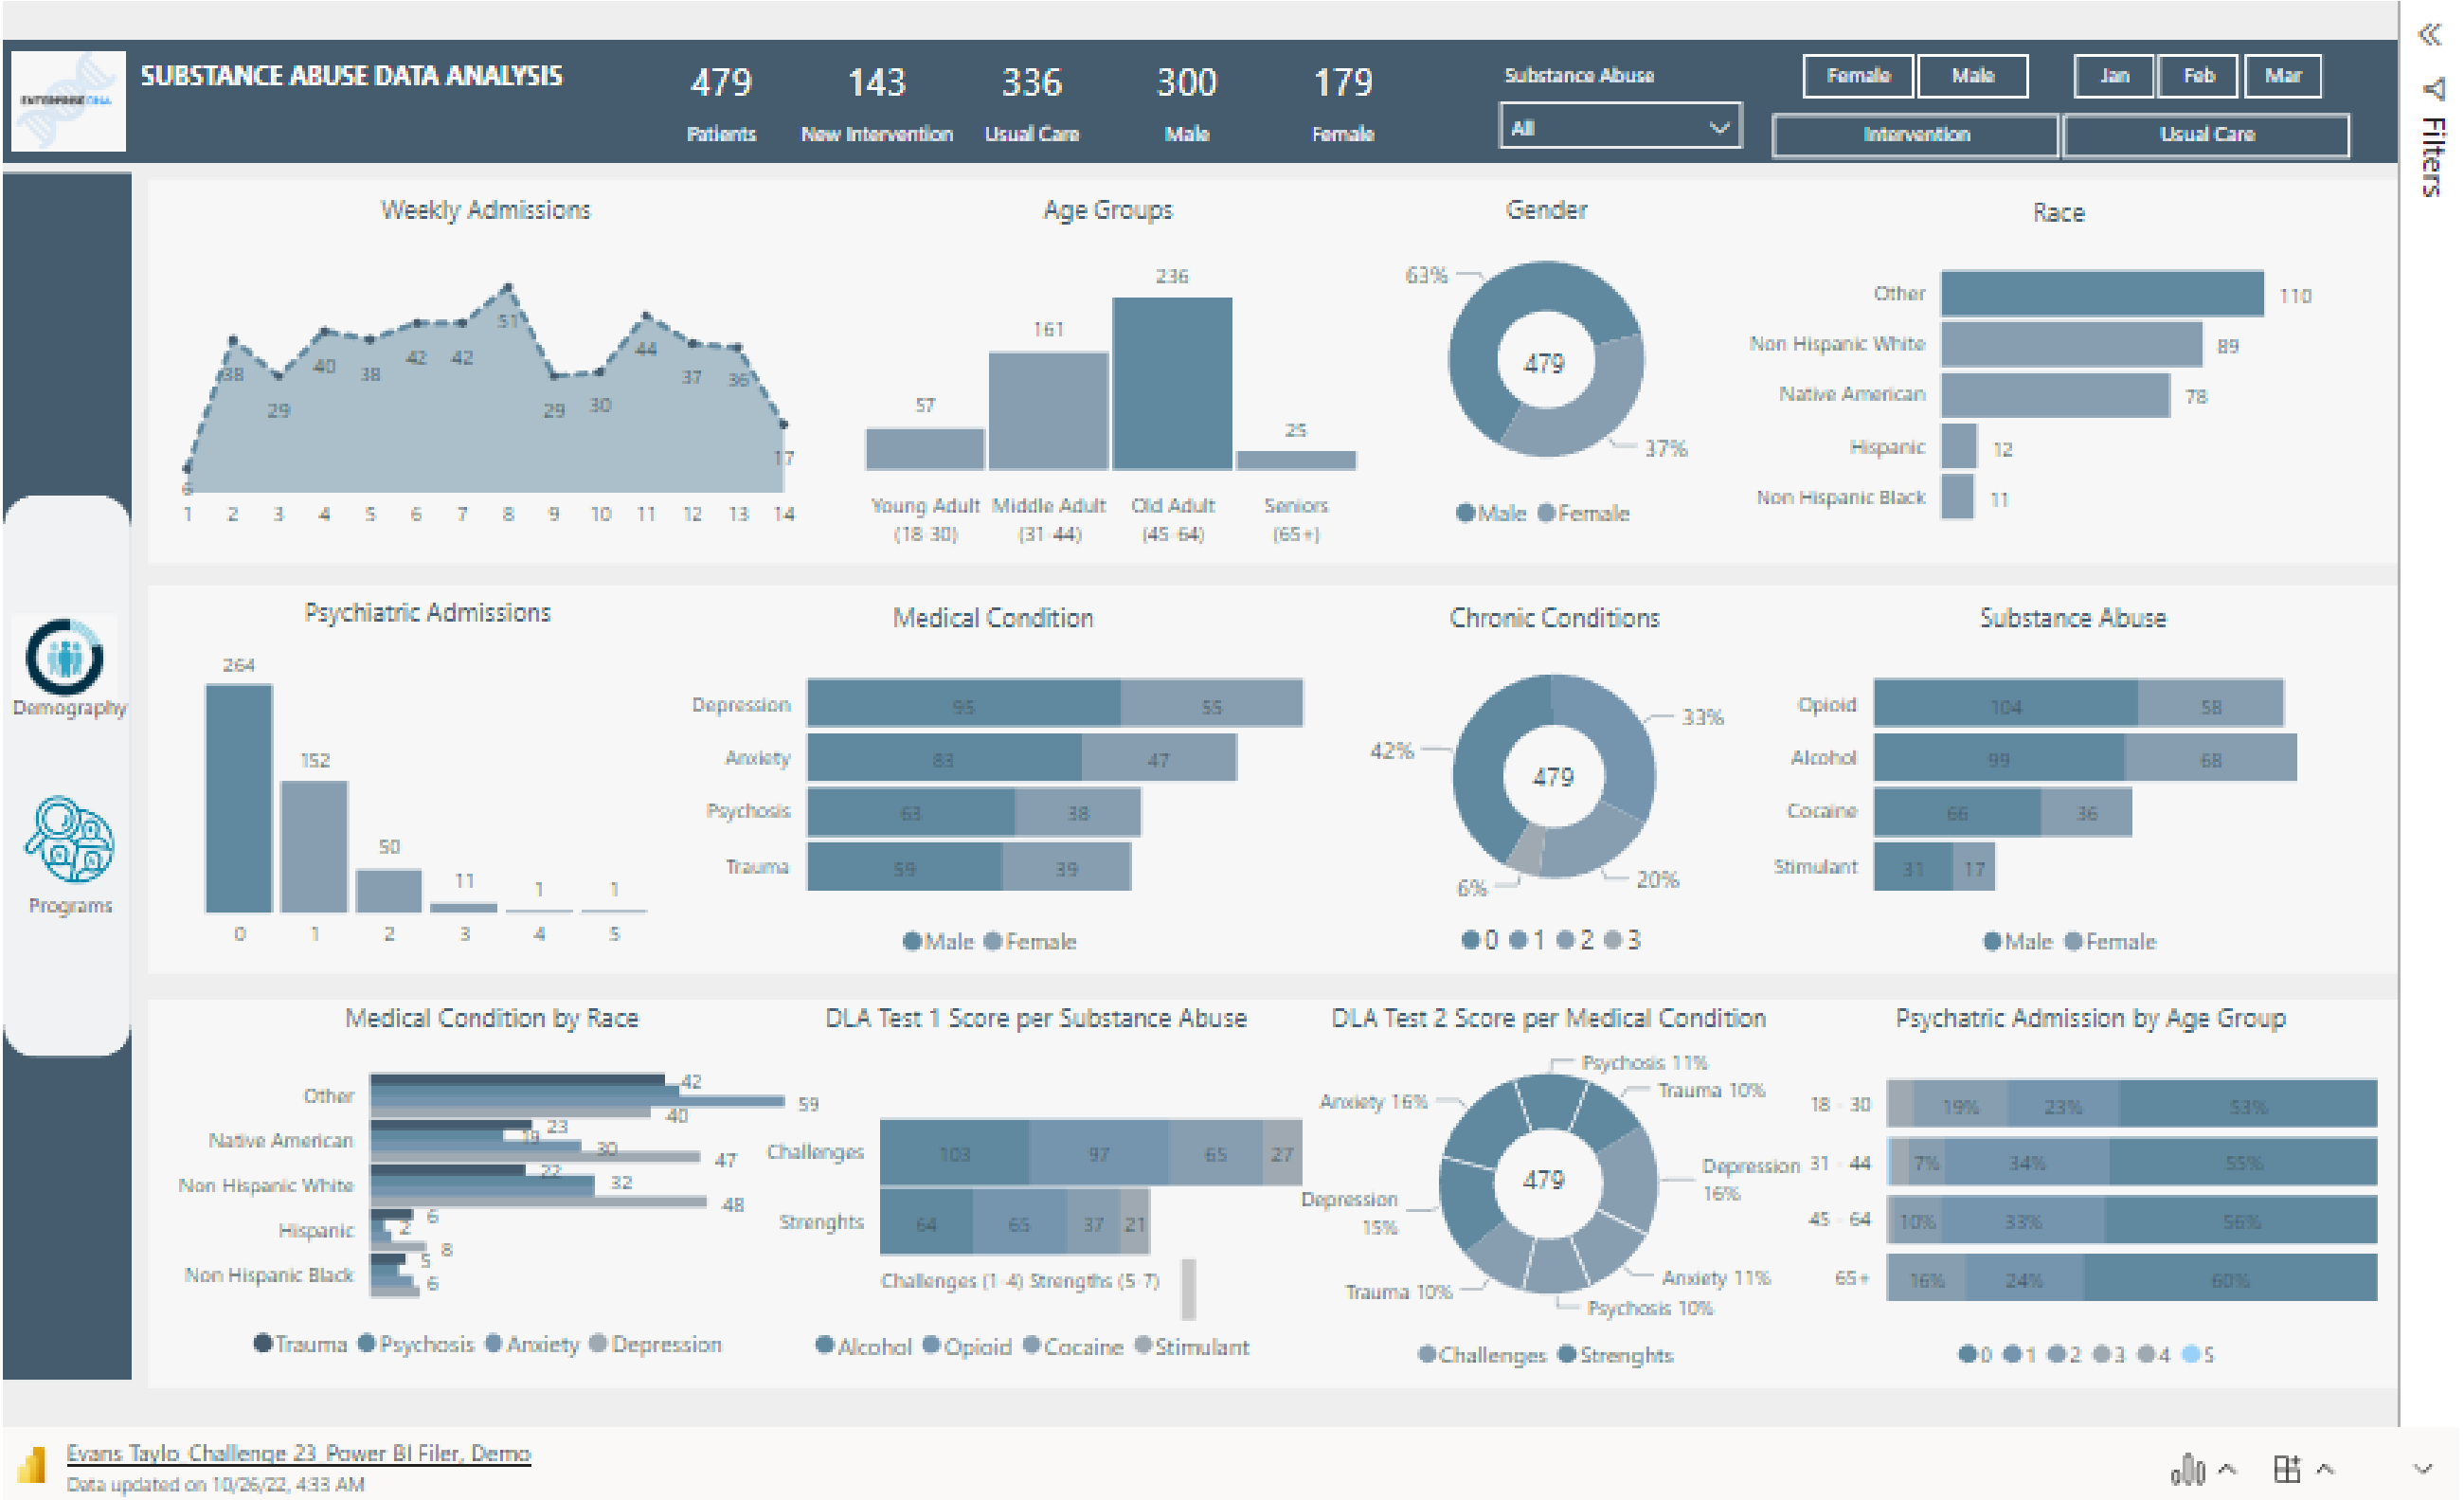 SUBSTANCE ABUSE DATA ANALYSIS
ENTERPRISE DNA
479 143 336 300 179
Patients New Intervention Usual Care Male Female
Substance Abuse
All
Female Male Jan Feb Mar
Intervention Usual Care
Filters
Weekly Admissions
6 38 29 40 38 42 42 51 29 30 44 37 36 17
1 2 3 4 5 6 7 8 9 10 11 12 13 14
Age Groups
57 161 236 25
Young Adult Middle Adult Old Adult Seniors
(18-30) (31-44) (45-64) (65+)
Gender
63%
479
37%
Male Female
Race
Other 110
Non Hispanic White 89
Native American 78
Hispanic 12
Non Hispanic Black 11
Demography
Programs
Psychiatric Admissions
264 152 50 11 1 1
0 1 2 3 4 5
Medical Condition
Depression 95 55
Anxiety 83 47
Psychosis 63 38
Trauma 59 39
Male Female
Chronic Conditions
33%
42%
479
20%
6%
0 1 2 3
Substance Abuse
Opioid 104 58
Alcohol 99 68
Cocaine 66 36
Stimulant 31 17
Male Female
Medical Condition by Race
Other 42 59 40
Native American 23 19 30 47
Non Hispanic White 22 32 48
Hispanic 6 2 8
Non Hispanic Black 5 6
Trauma Psychosis Anxiety Depression
DLA Test 1 Score per Substance Abuse
Challenges 103 97 65 27
Strenghts 64 65 37 21
Challenges (1-4) Strengths (5-7)
Alcohol Opioid Cocaine Stimulant
DLA Test 2 Score per Medical Condition
Psychosis 11%
Trauma 10%
Anxiety 16%
Depression
16%
479
Depression
15%
Anxiety 11%
Trauma 10%
Psychosis 10%
Challenges Strenghts
Psychatric Admission by Age Group
18 - 30 19% 23% 53%
31 - 44 7% 34% 55%
45 - 64 10% 33% 56%
65+ 16% 24% 60%
0 1 2 3 4 5
Evans Taylo_Challenge 23_Power BI Filer, Demo
Data updated on 10/26/22, 4:33 AM